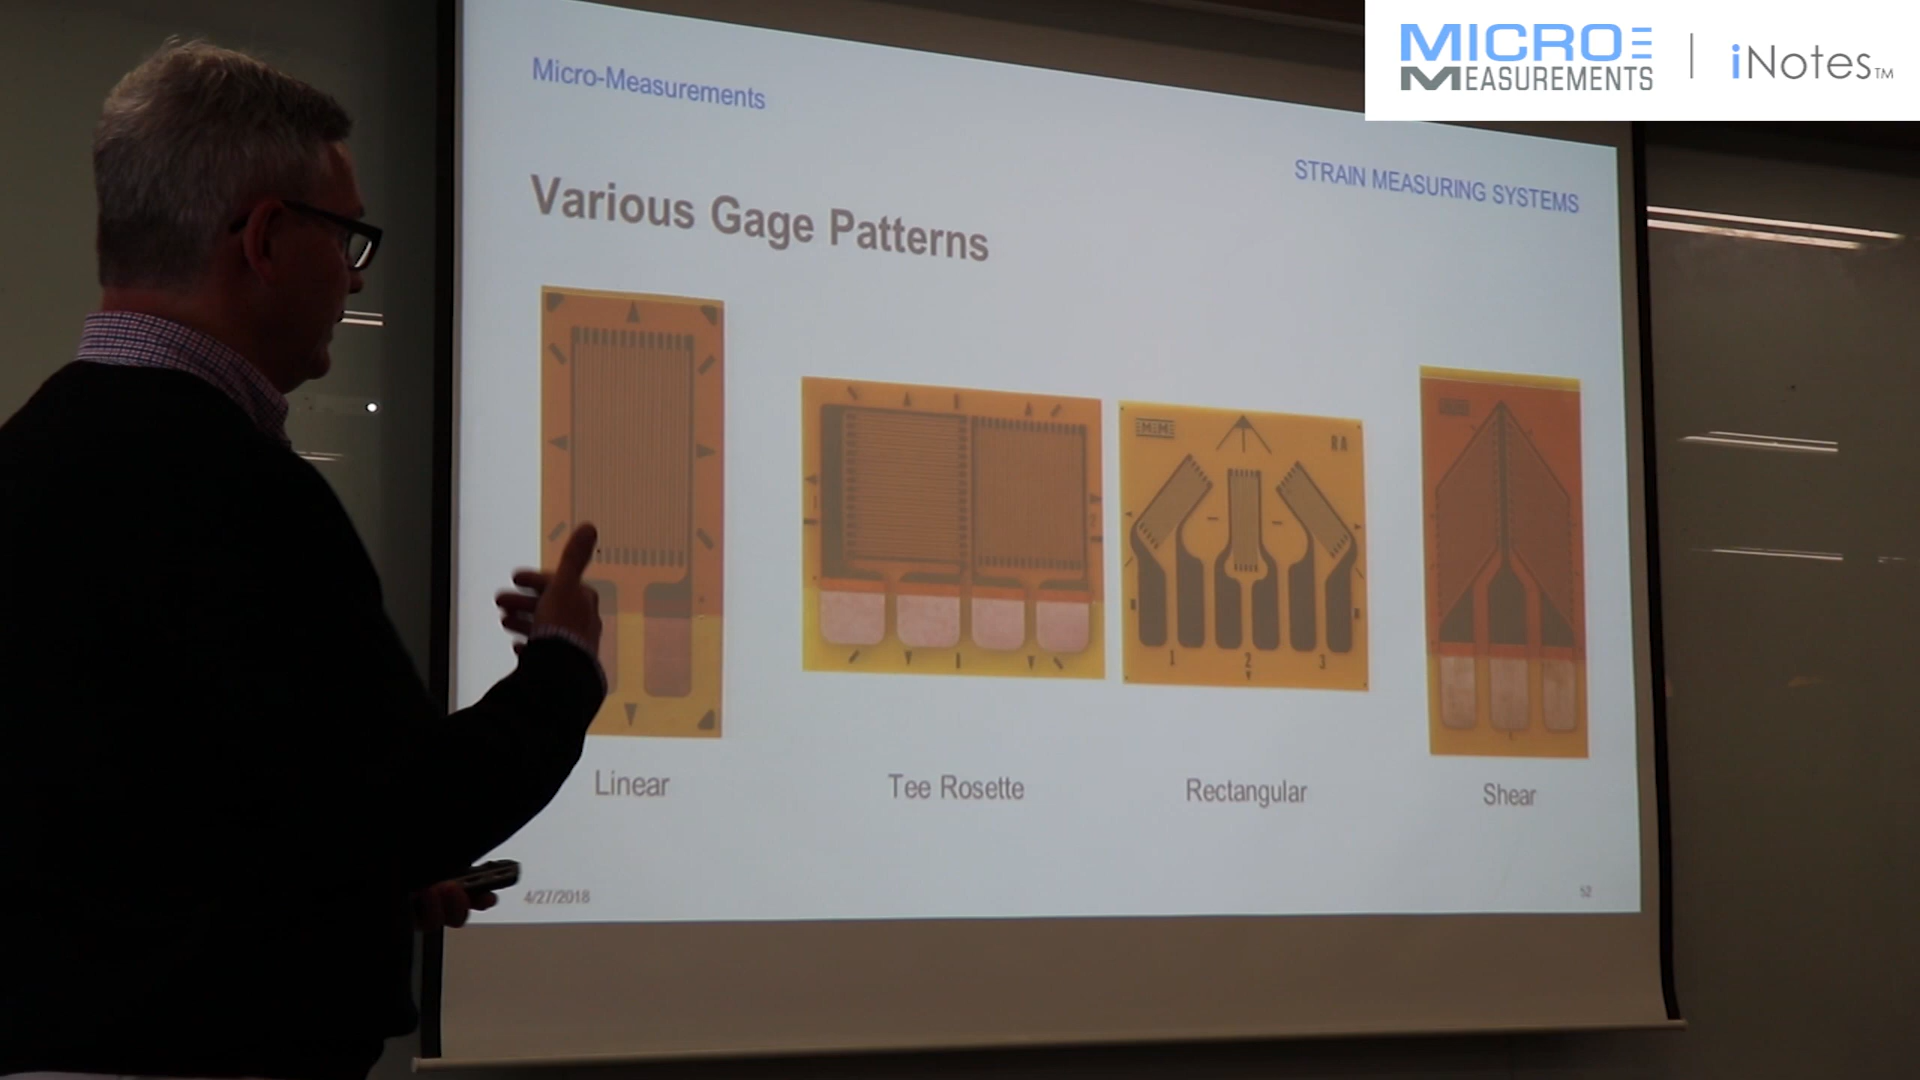 MICRO
MEASUREMENTS
iNotes™
Micro-Measurements
STRAIN MEASURING SYSTEMS
Various Gage Patterns
MM
RA
1 2 3
Linear
Tee Rosette
Rectangular
Shear
4/27/2018
52